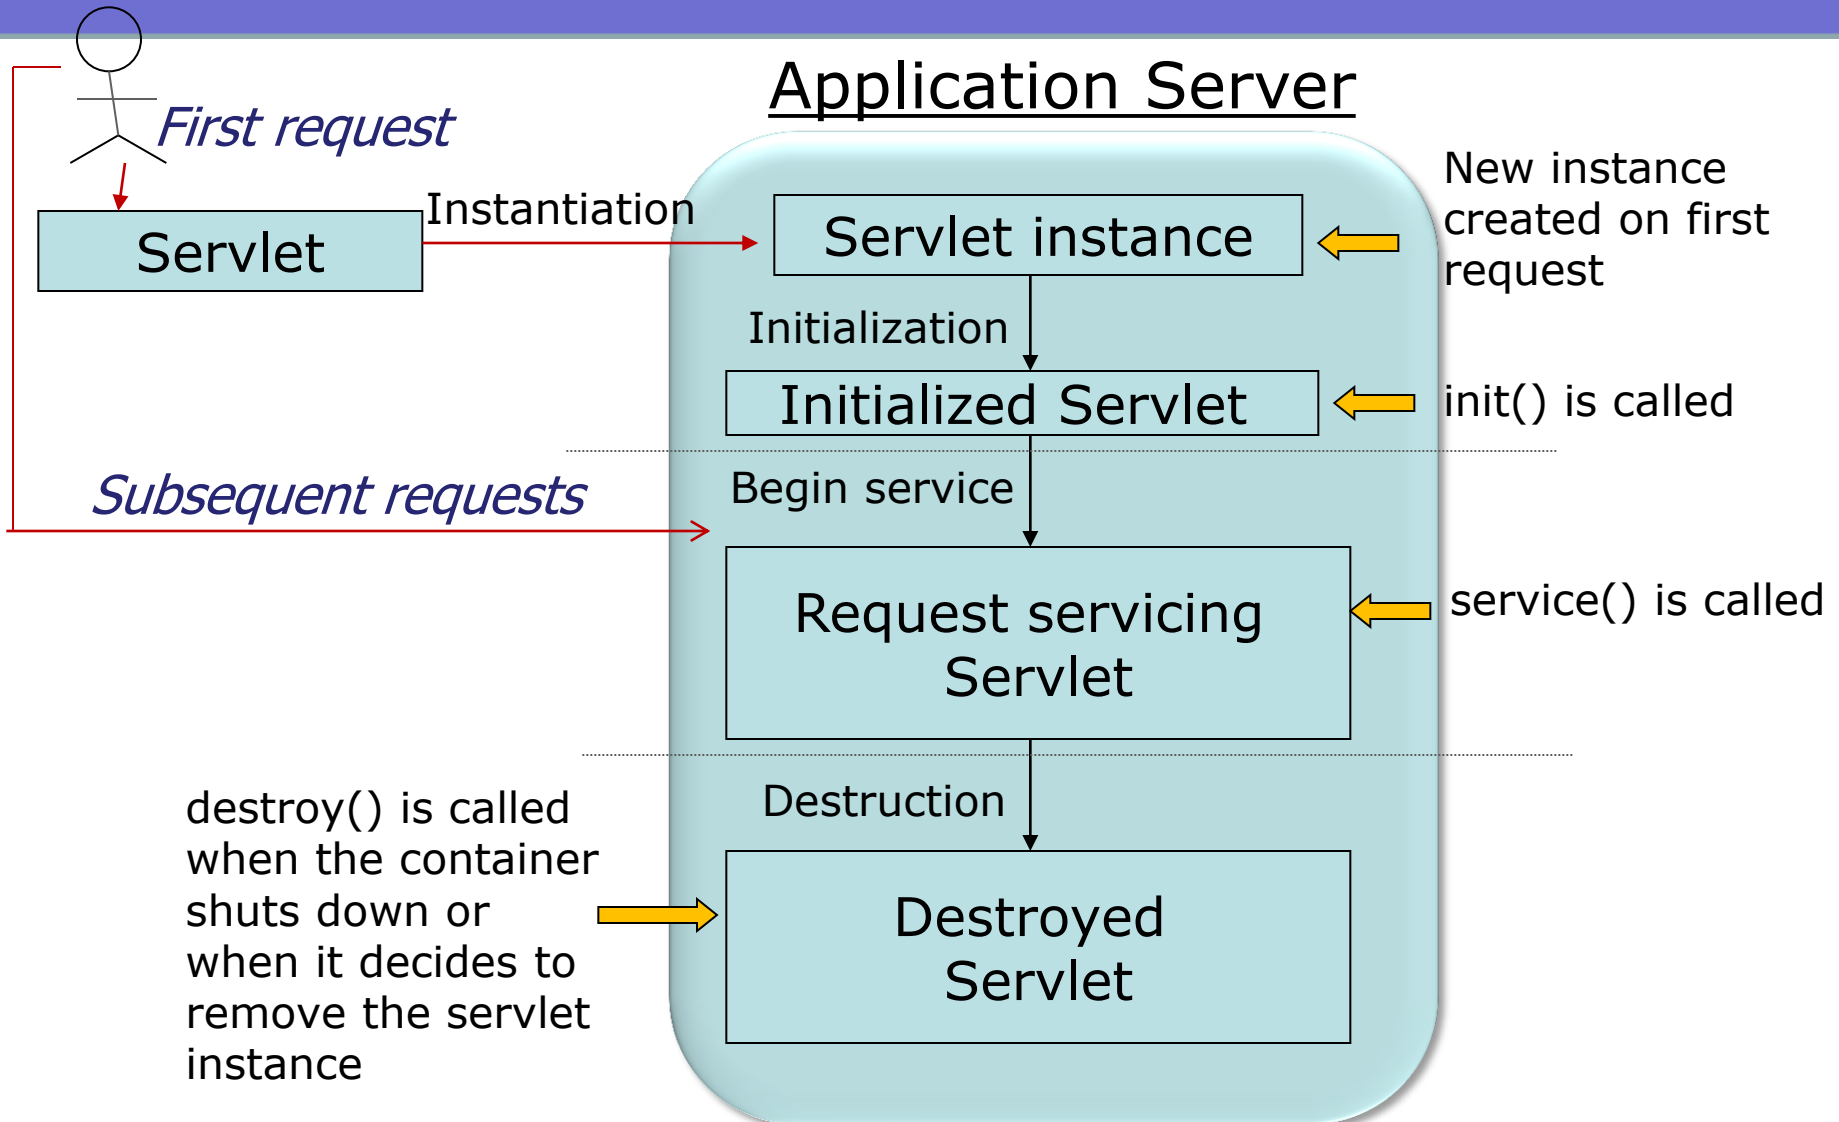 Application Server
First request
New instance
created on first
request
Instantiation
Servlet
Servlet instance
Initialization
Initialized Servlet
init() is called
Subsequent requests
Begin service
Request servicing
Servlet
service() is called
Destruction
destroy() is called
when the container
shuts down or
when it decides to
remove the servlet
instance
Destroyed
Servlet